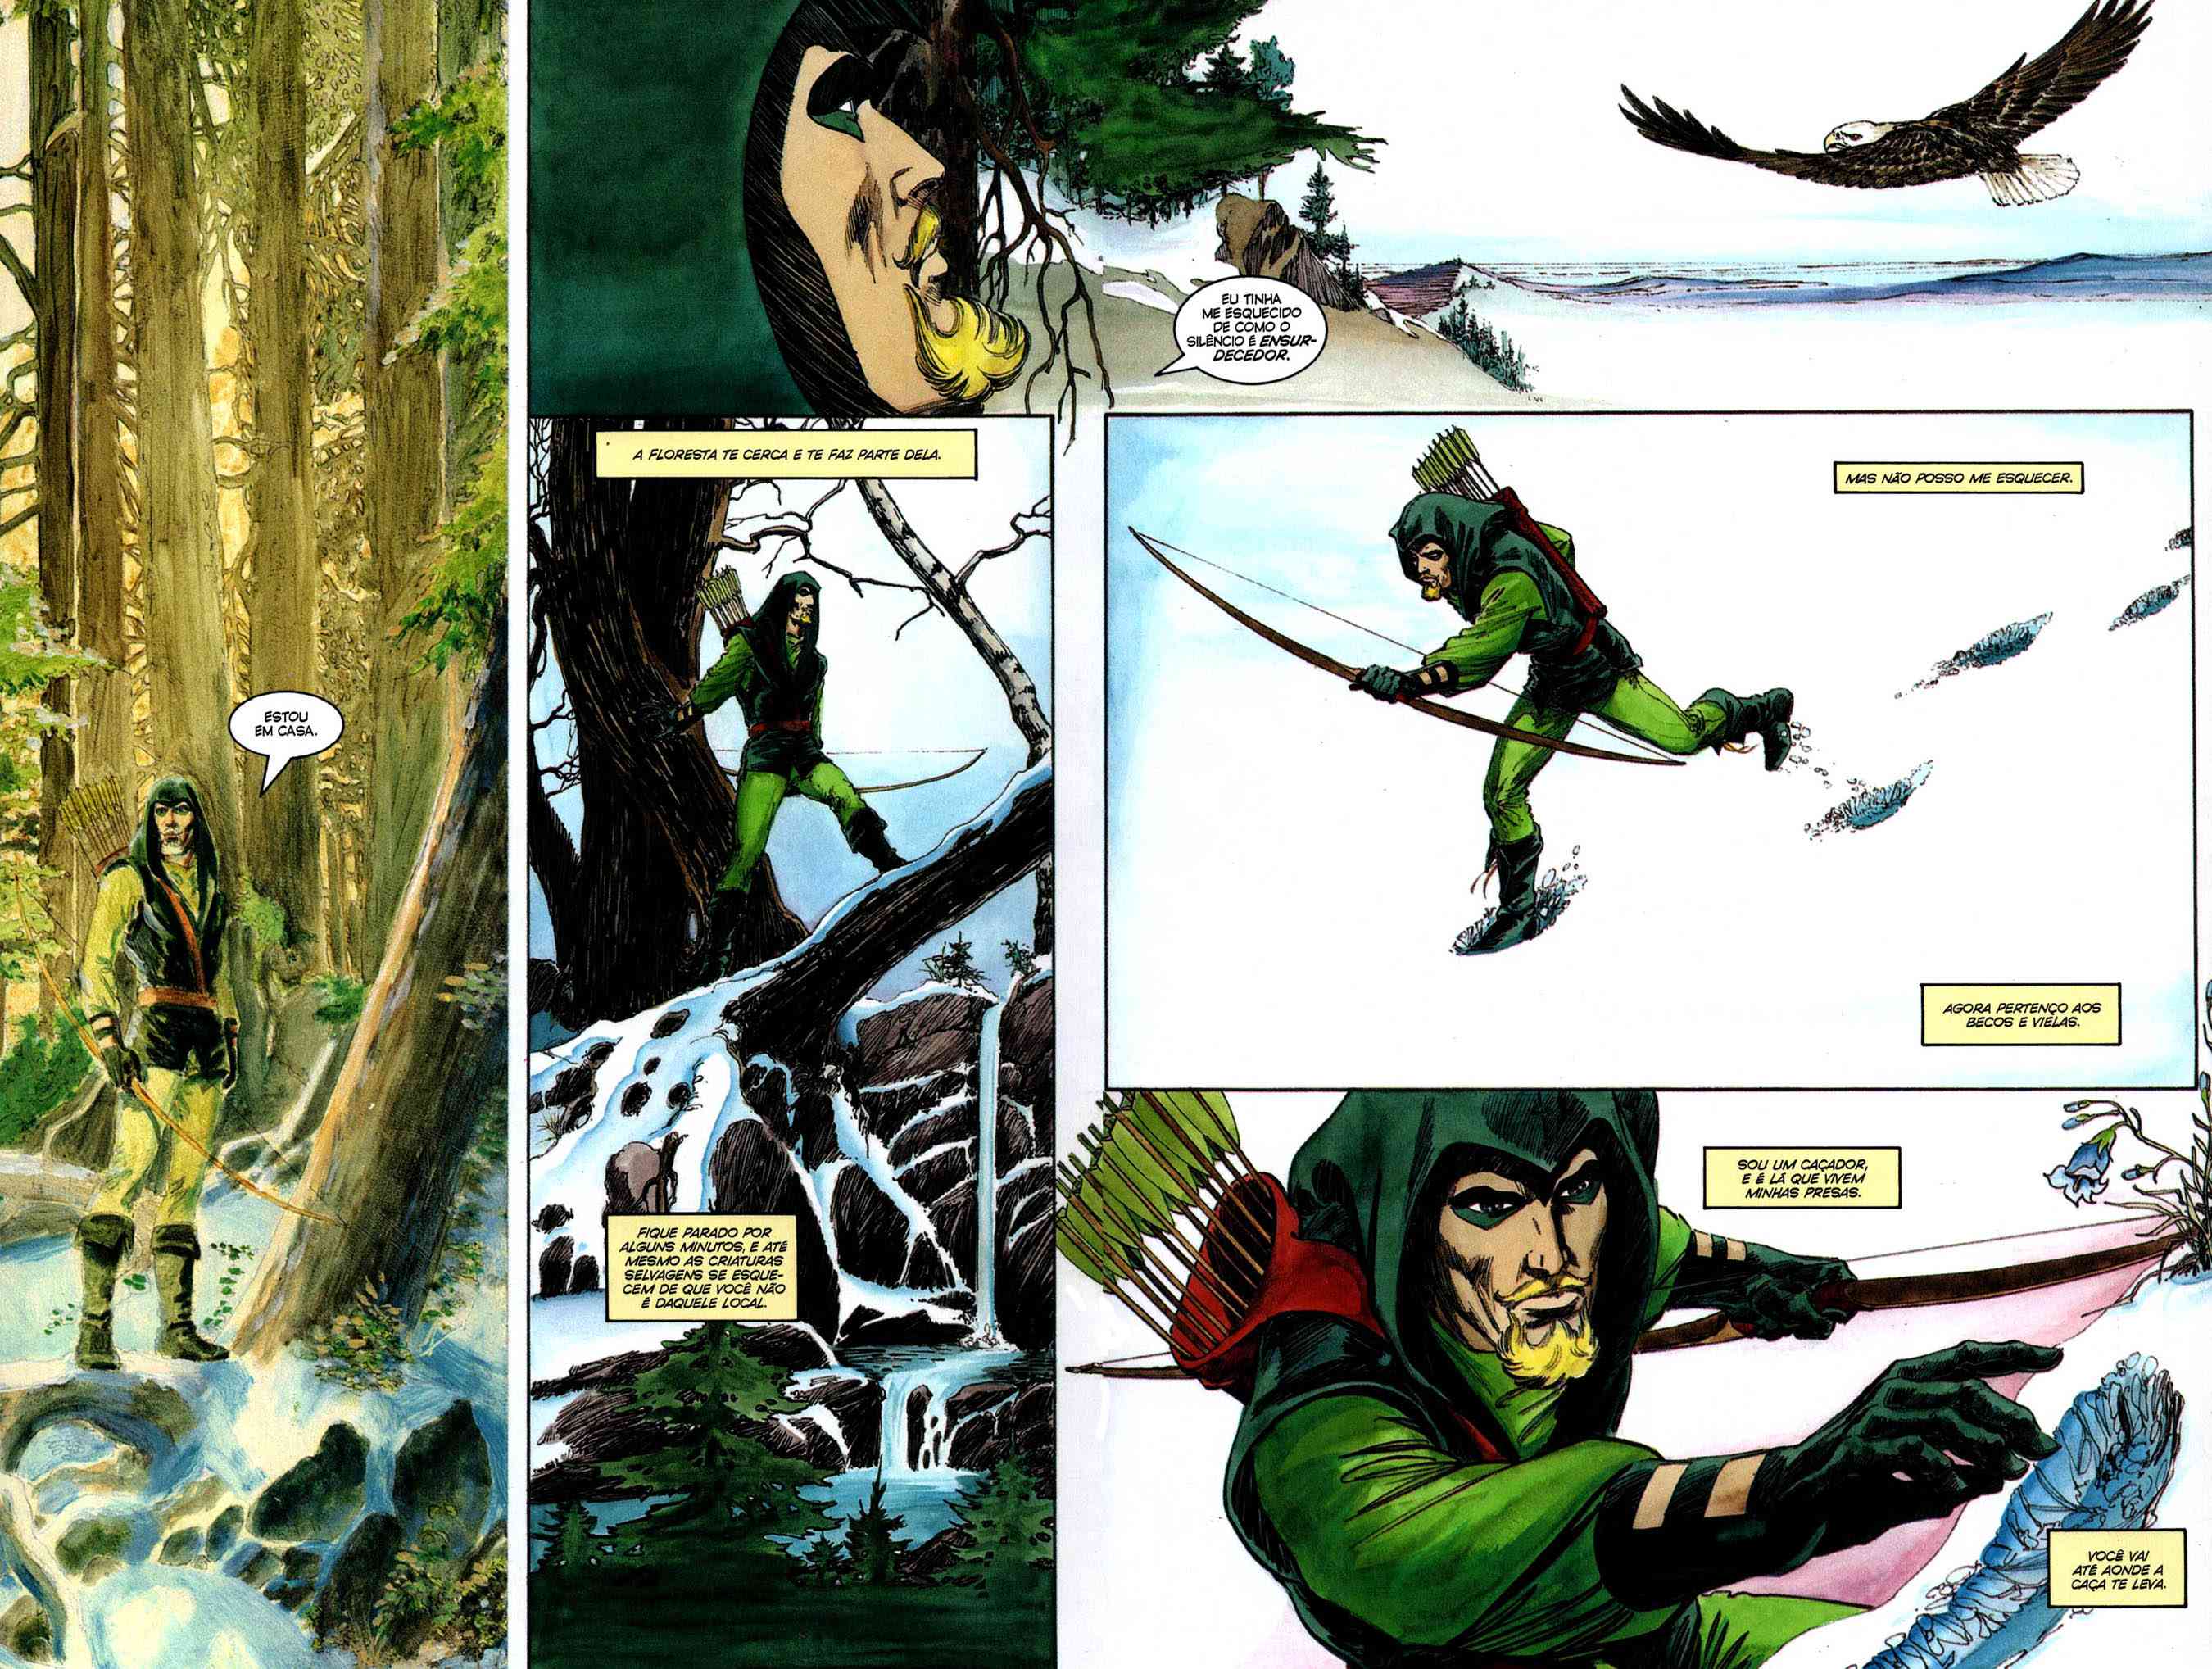 ESTOU
EM CASA.
EU TINHA
ME ESQUECIDO
DE COMO O
SILÊNCIO É ENSUR-
DECEDOR.
A FLORESTA TE CERCA E TE FAZ PARTE DELA.
FIQUE PARADO POR
ALGUNS MINUTOS, E ATÉ
MESMO AS CRIATURAS
SELVAGENS SE ESQUE-
CEM DE QUE VOCÊ NÃO
É DAQUELE LOCAL.
MAS NÃO POSSO ME ESQUECER.
AGORA PERTENÇO AOS
BECOS E VIELAS.
SOU UM CAÇADOR,
E É LÁ QUE VIVEM
MINHAS PRESAS.
VOCÊ VAI
ATÉ AONDE A
CAÇA TE LEVA.